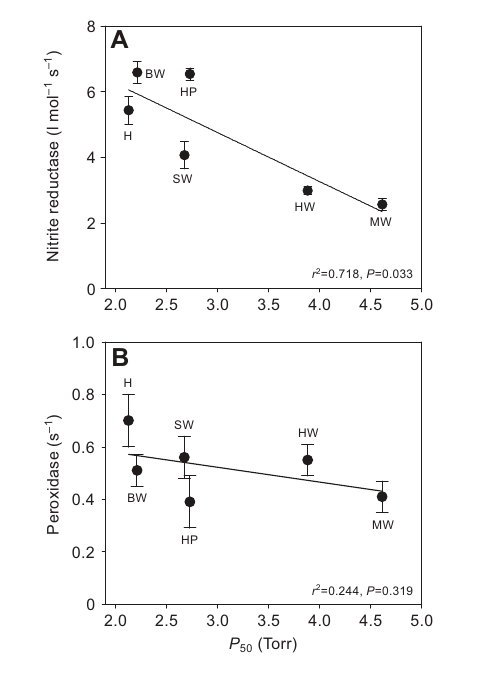 A
Nitrite reductase (l mol⁻¹ s⁻¹)
8
6
4
2
0
BW
HP
H
SW
HW
MW
r²=0.718, P=0.033
2.0 2.5 3.0 3.5 4.0 4.5 5.0
B
Peroxidase (s⁻¹)
1.0
0.8
0.6
0.4
0.2
0
H
SW
HW
BW
HP
MW
r²=0.244, P=0.319
2.0 2.5 3.0 3.5 4.0 4.5 5.0
P₅₀ (Torr)